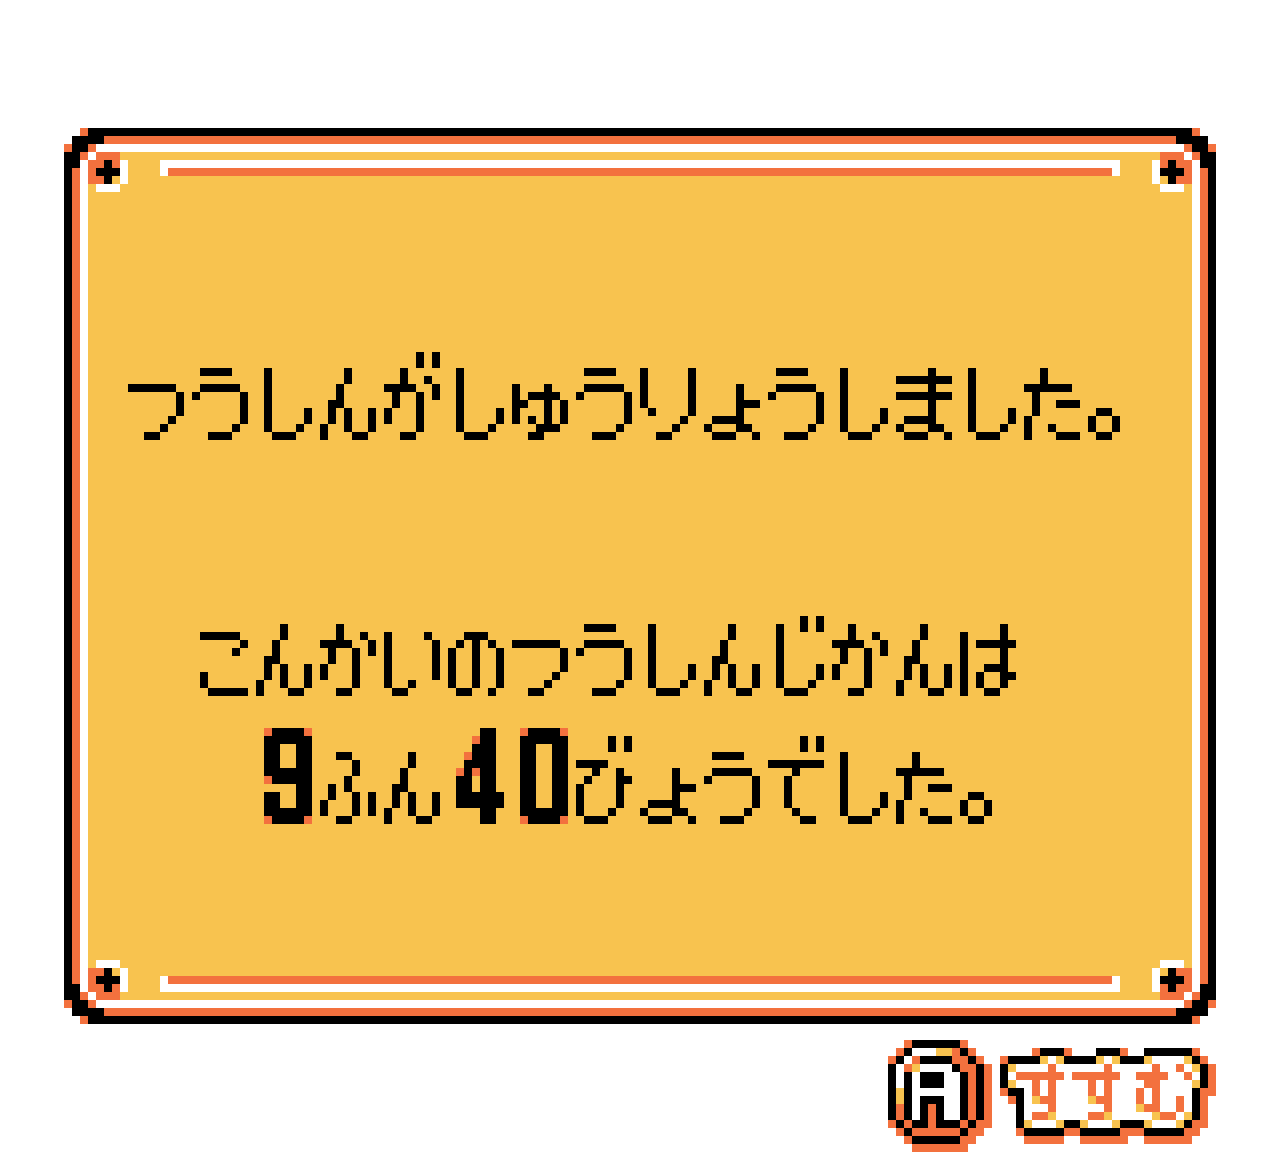 つうしんがしゅうりょうしました。
こんかいのつうしんじかんは
9ふん40びょうでした。
A すすむ